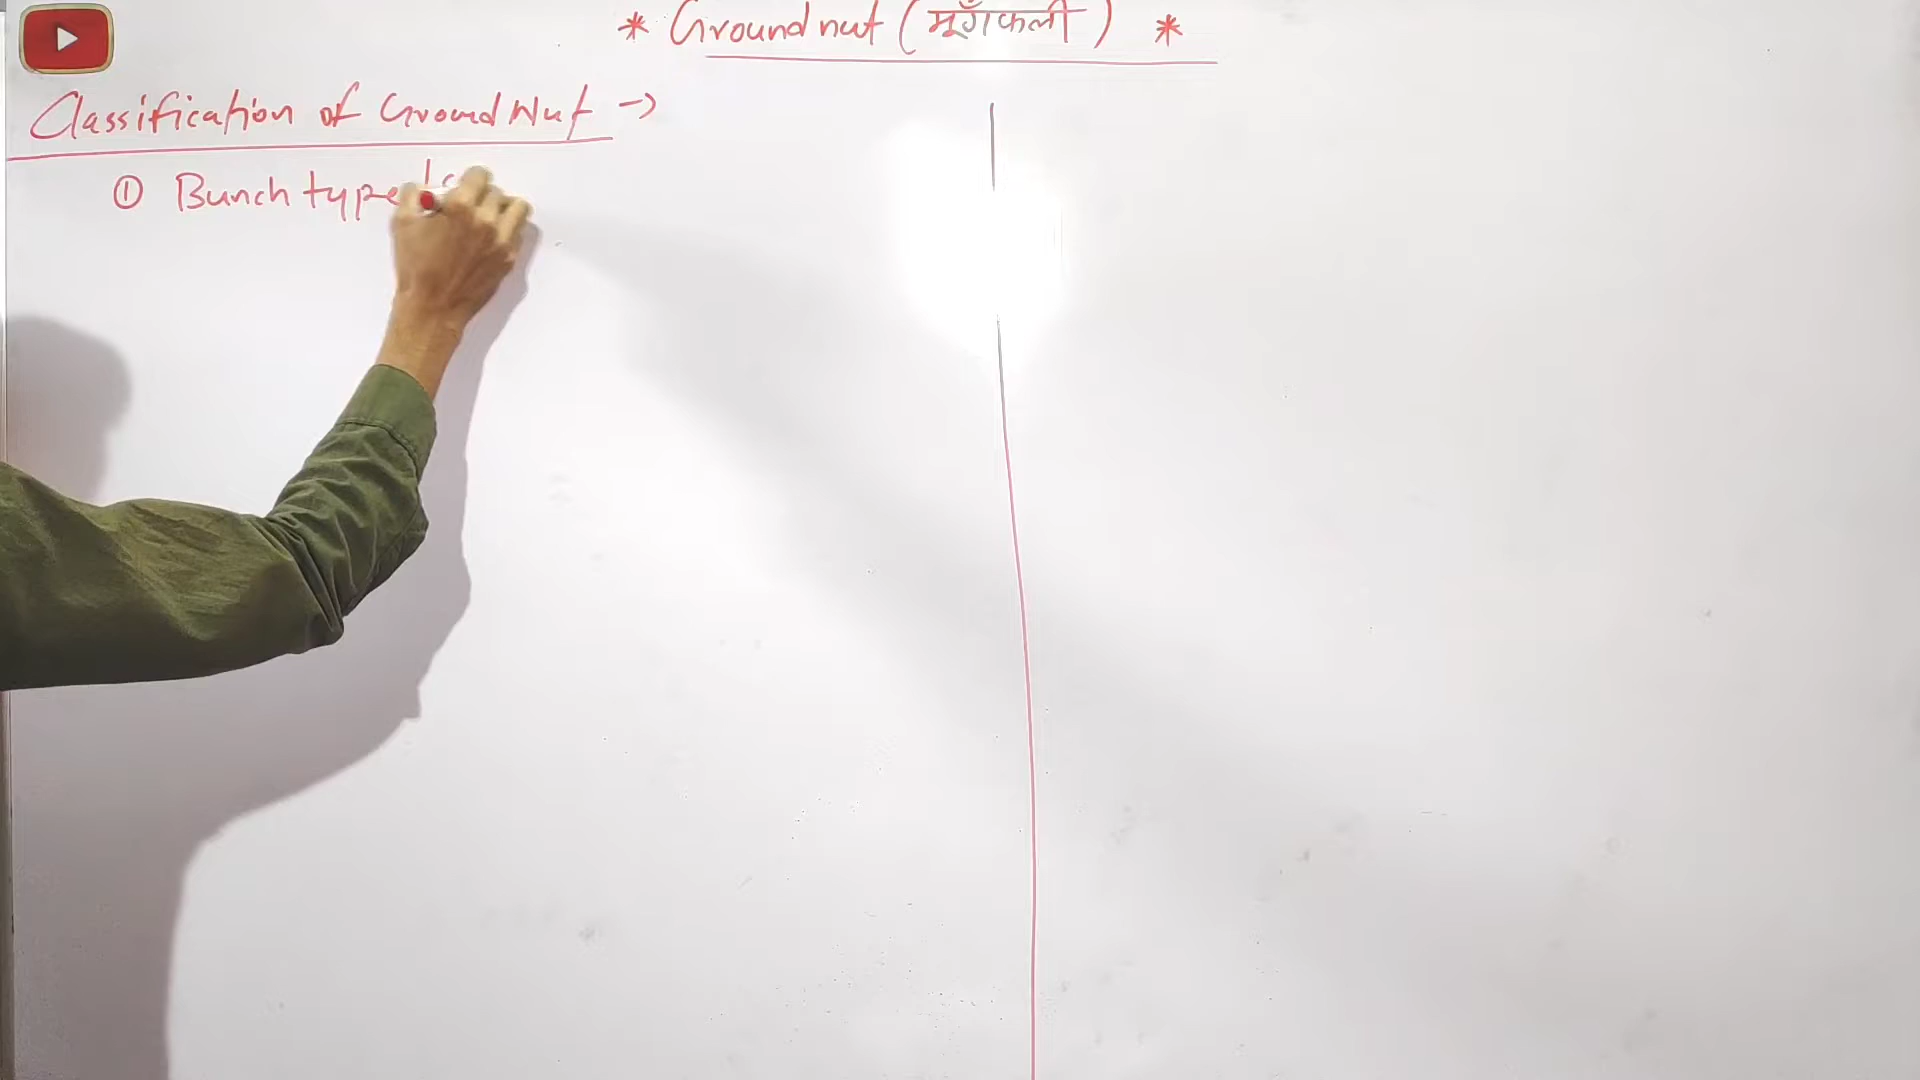 * Groundnut (मूँगफली) *
Classification of GroundNut →
① Bunch type